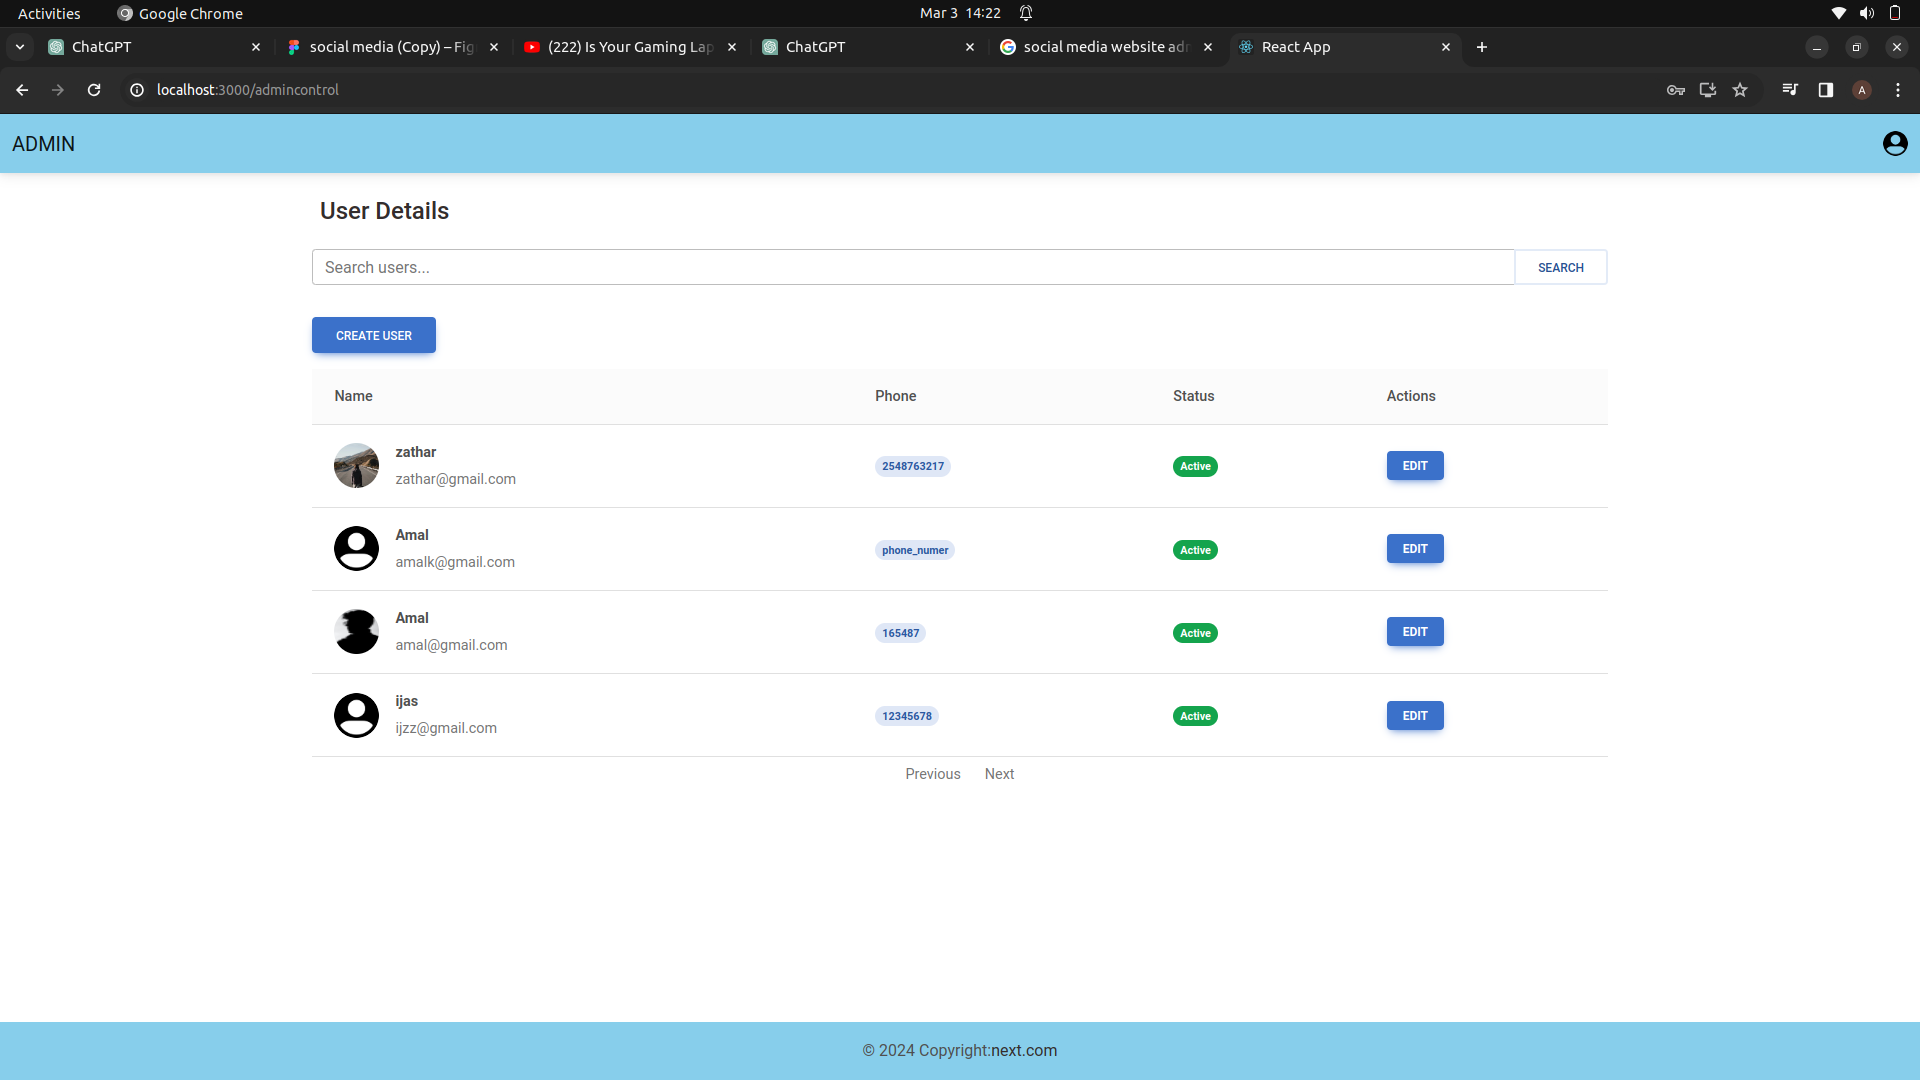 Activities Google Chrome Mar 3 14:22
ChatGPT social media (Copy) – Fig (222) Is Your Gaming Lap ChatGPT social media website adm React App
localhost:3000/admincontrol A
ADMIN
User Details
Search users... SEARCH
CREATE USER
Name Phone Status Actions
zathar
zathar@gmail.com 2548763217 Active EDIT
Amal
amalk@gmail.com phone_numer Active EDIT
Amal
amal@gmail.com 165487 Active EDIT
ijas
ijzz@gmail.com 12345678 Active EDIT
Previous Next
© 2024 Copyright:next.com